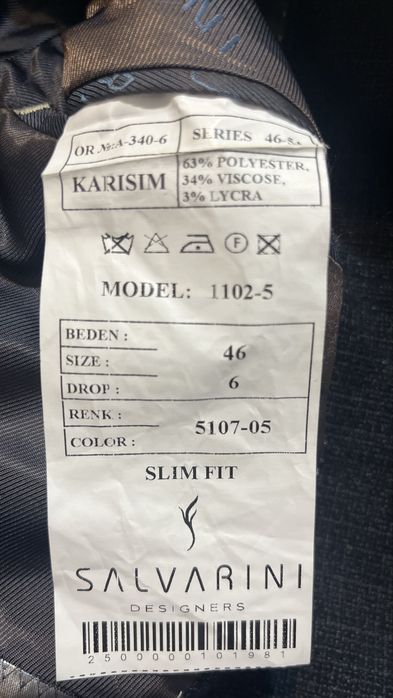 OR №:A-340-6 SERIES 46-
KARISIM
63% POLYESTER,
34% VISCOSE,
3% LYCRA
F
MODEL: 1102-5
BEDEN :
SIZE : 46
DROP : 6
RENK :
COLOR : 5107-05
SLIM FIT
SALVARINI
DESIGNERS
2500000101981